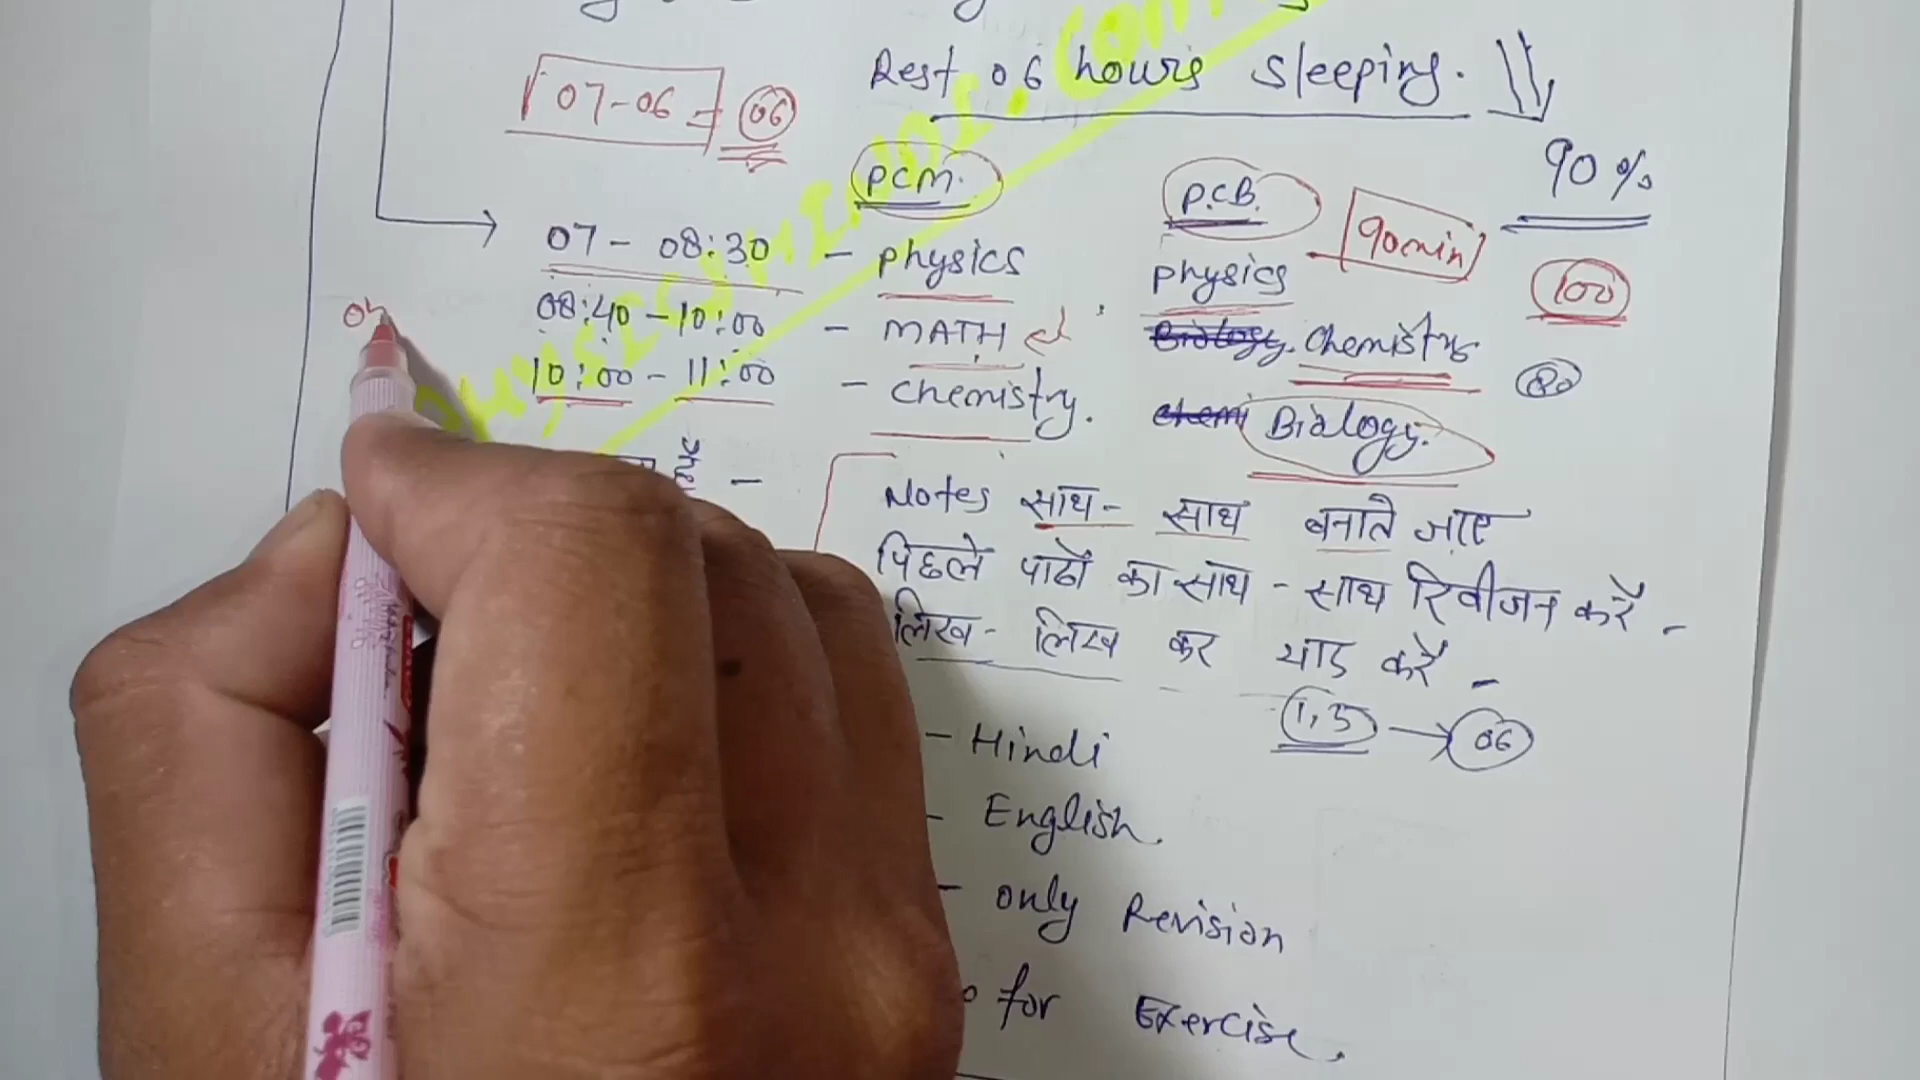 Rest 06 hours sleeping.
07-06 = 06
90 %
PCM.
P.C.B.
90min
07 - 08:30 - physics
physics
100
08:40 - 10:00 - MATH
Chemistry
10:00 - 11:00 - chemistry.
Biology.
80
Notes साथ - साथ बनाते जाए
पिछले पाठों का साथ - साथ रिवीजन करें -
लिख - लिख कर याद करें -
1,5 → 06
- Hindi
- English.
- only Revision
for Exercise.